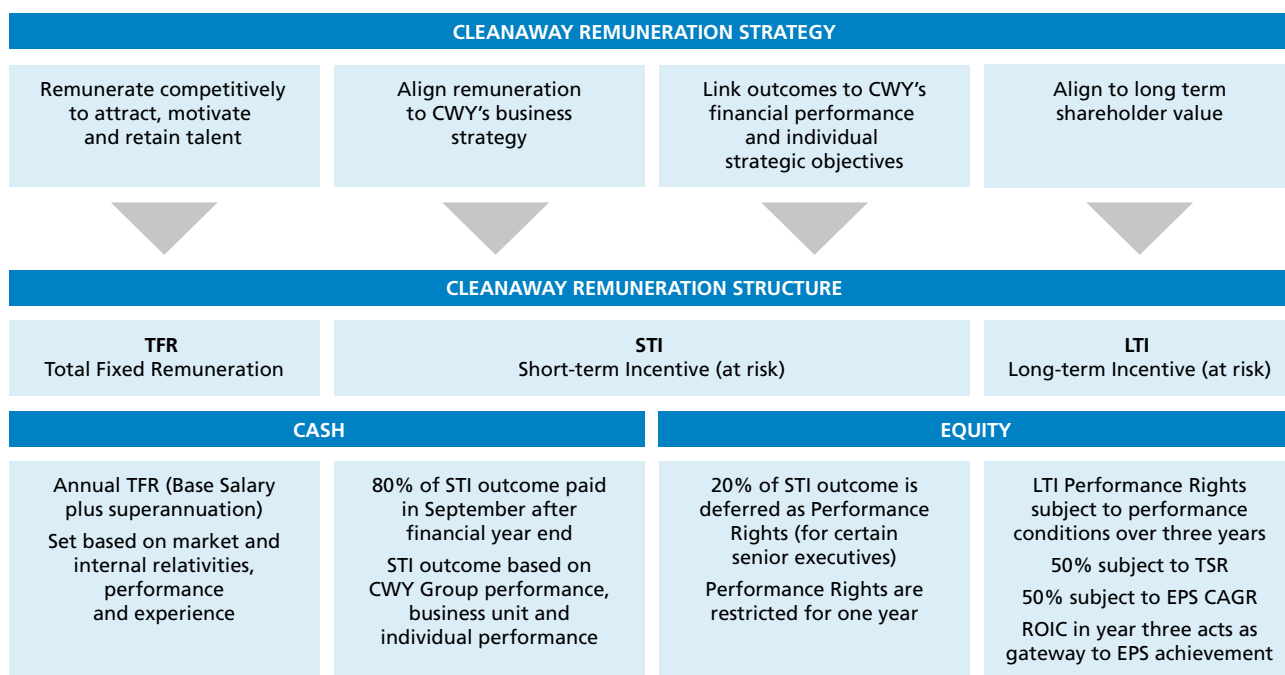 CLEANAWAY REMUNERATION STRATEGY
Remunerate competitively
to attract, motivate
and retain talent
Align remuneration
to CWY's business
strategy
Link outcomes to CWY's
financial performance
and individual
strategic objectives
Align to long term
shareholder value
CLEANAWAY REMUNERATION STRUCTURE
TFR
Total Fixed Remuneration
STI
Short-term Incentive (at risk)
LTI
Long-term Incentive (at risk)
CASH
EQUITY
Annual TFR (Base Salary
plus superannuation)
Set based on market and
internal relativities,
performance
and experience
80% of STI outcome paid
in September after
financial year end
STI outcome based on
CWY Group performance,
business unit and
individual performance
20% of STI outcome is
deferred as Performance
Rights (for certain
senior executives)
Performance Rights are
restricted for one year
LTI Performance Rights
subject to performance
conditions over three years
50% subject to TSR
50% subject to EPS CAGR
ROIC in year three acts as
gateway to EPS achievement